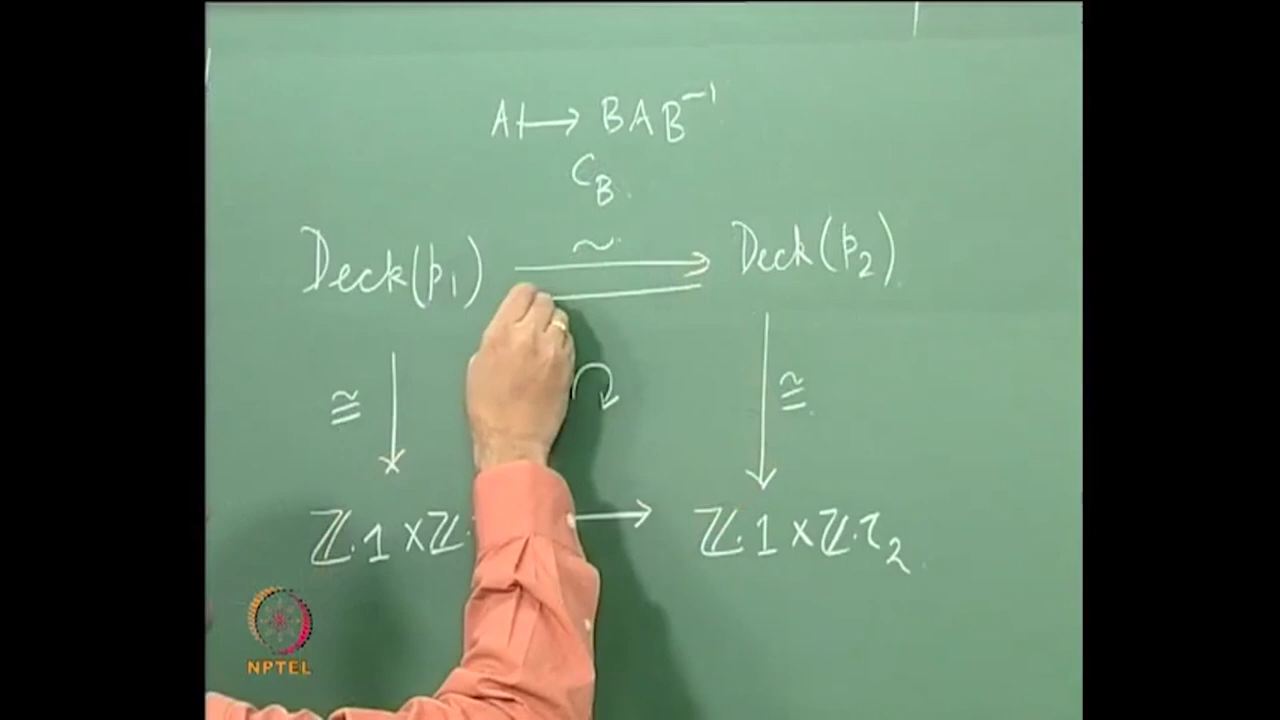 A ↦ BAB⁻¹
C_B.
∼
Deck(p₁) → Deck(p₂).
≅ ↓ ↷ ↓ ≅
ℤ.1×ℤ. → ℤ.1×ℤ.τ₂
NPTEL